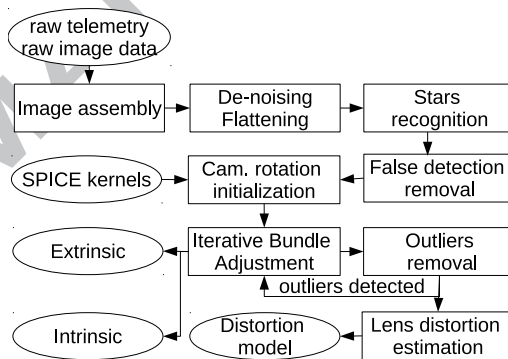 raw telemetry
raw image data
Image assembly
De-noising
Flattening
Stars
recognition
SPICE kernels
Cam. rotation
initialization
False detection
removal
Extrinsic
Iterative Bundle
Adjustment
Outliers
removal
outliers detected
Intrinsic
Distortion
model
Lens distortion
estimation